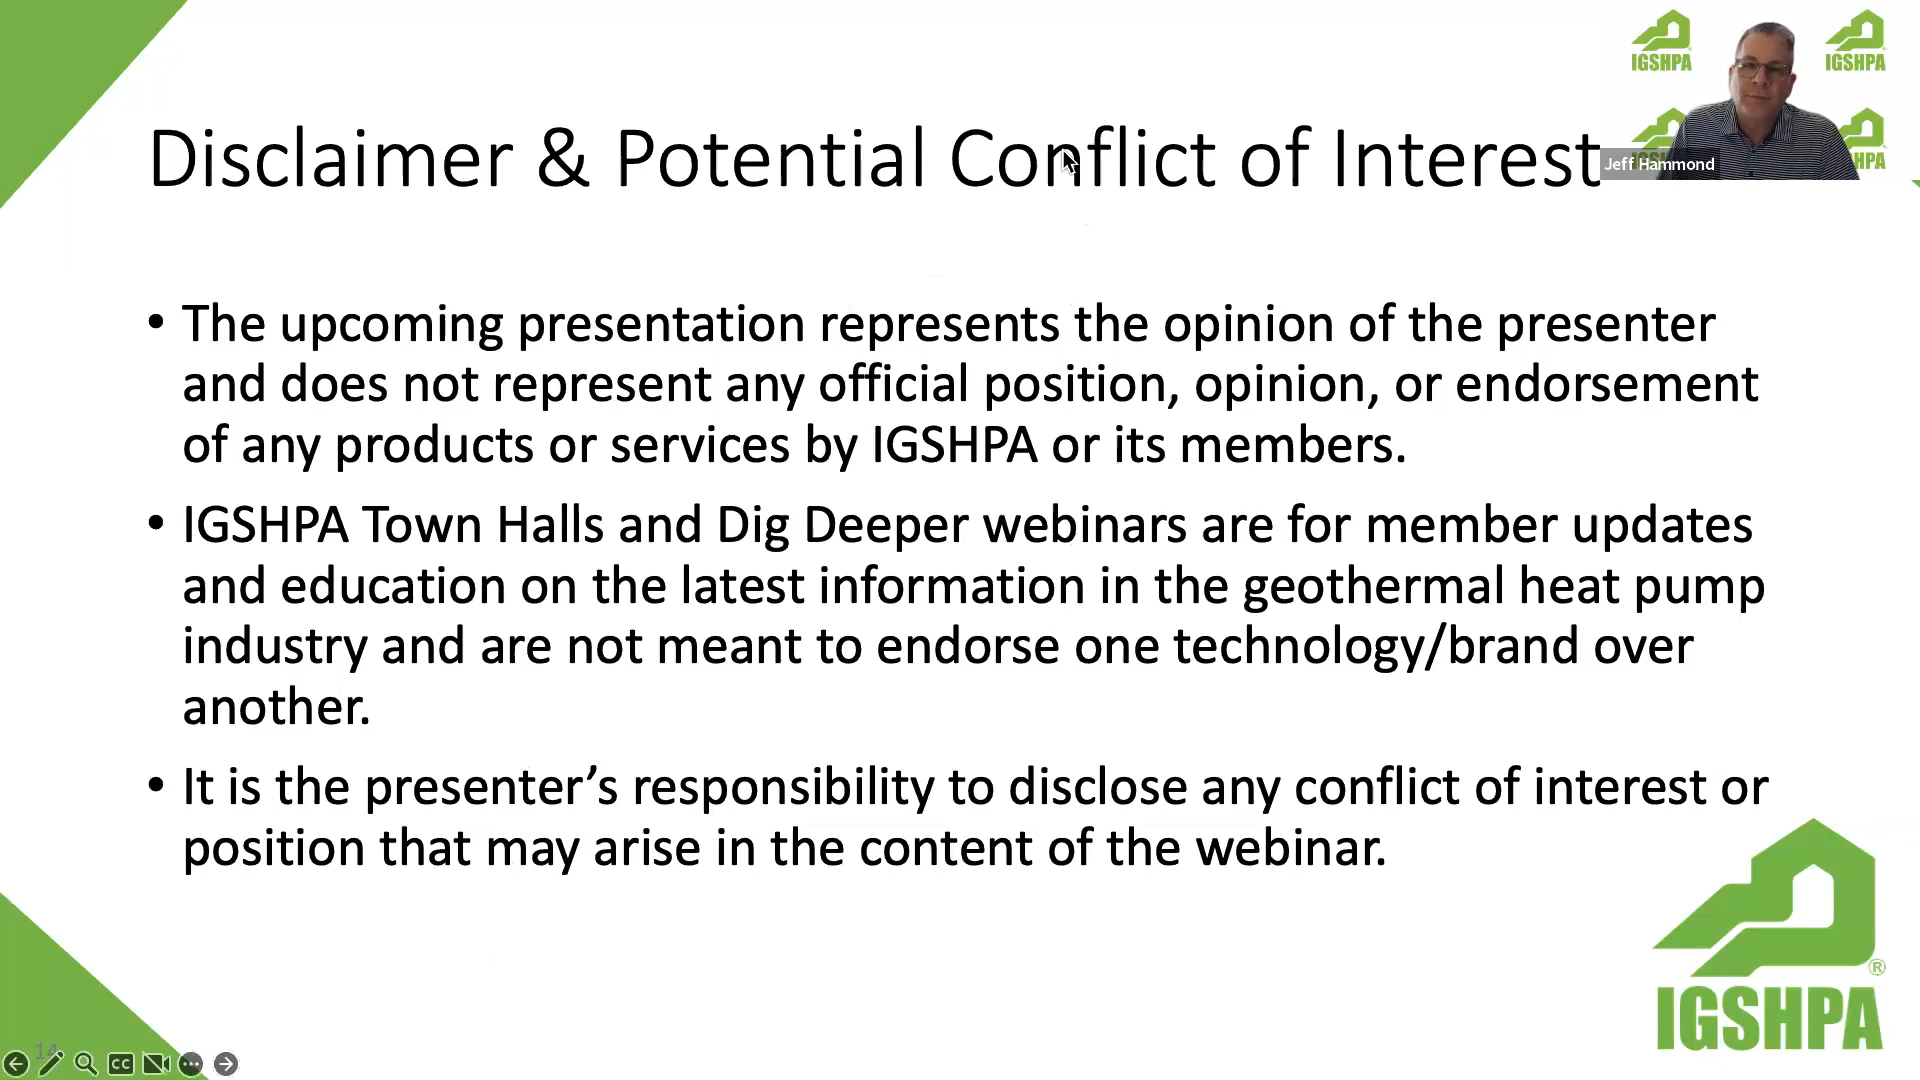 IGSHPA
IGSHPA
Disclaimer & Potential Conflict of Interest
HPA
Jeff Hammond
• The upcoming presentation represents the opinion of the presenter
and does not represent any official position, opinion, or endorsement
of any products or services by IGSHPA or its members.
• IGSHPA Town Halls and Dig Deeper webinars are for member updates
and education on the latest information in the geothermal heat pump
industry and are not meant to endorse one technology/brand over
another.
• It is the presenter’s responsibility to disclose any conflict of interest or
position that may arise in the content of the webinar.
®
IGSHPA
14
CC